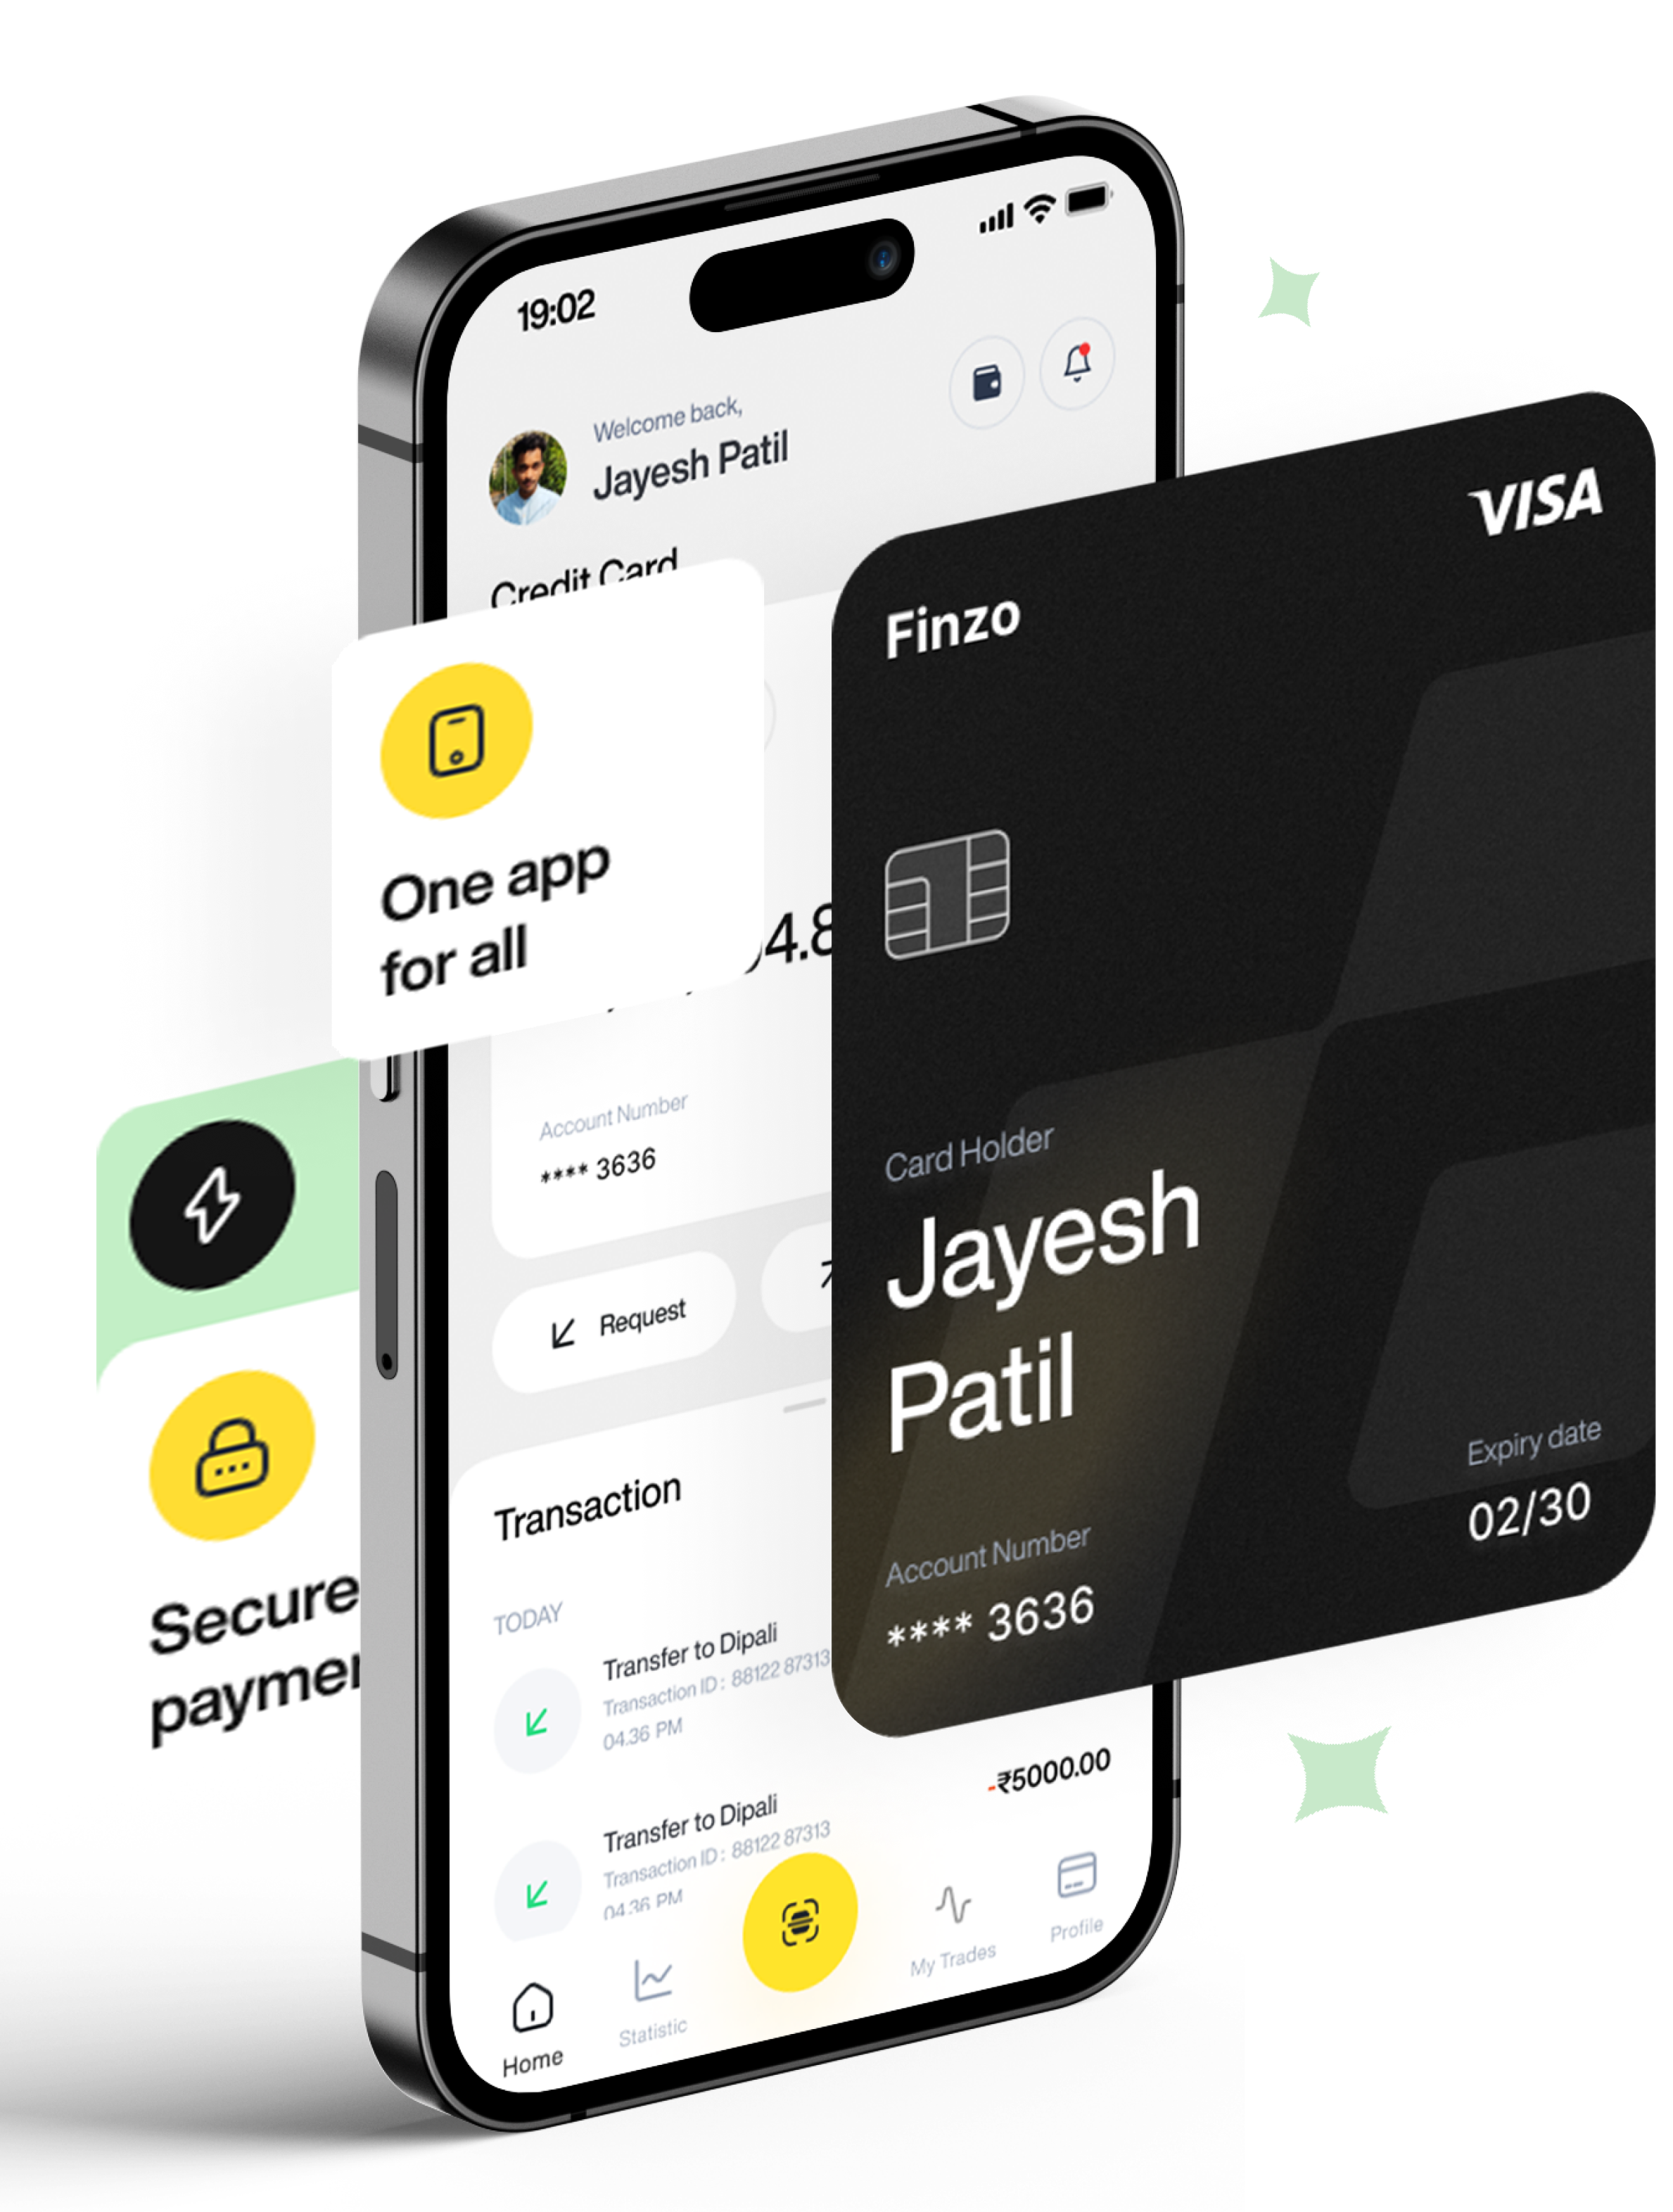 19:02
Welcome back,
Jayesh Patil
Credit Card
VISA
Finzo
One app
for all
4.8
Account Number
**** 3636
Request
Card Holder
Jayesh
Patil
Expiry date
02/30
Account Number
**** 3636
Secure
Transaction
TODAY
Transfer to Dipali
Transaction ID : 88122 87313
04.36 PM
-₹5000.00
Transfer to Dipali
Transaction ID : 88122 87313
04.36 PM
Home
Statistic
My Trades
Profile